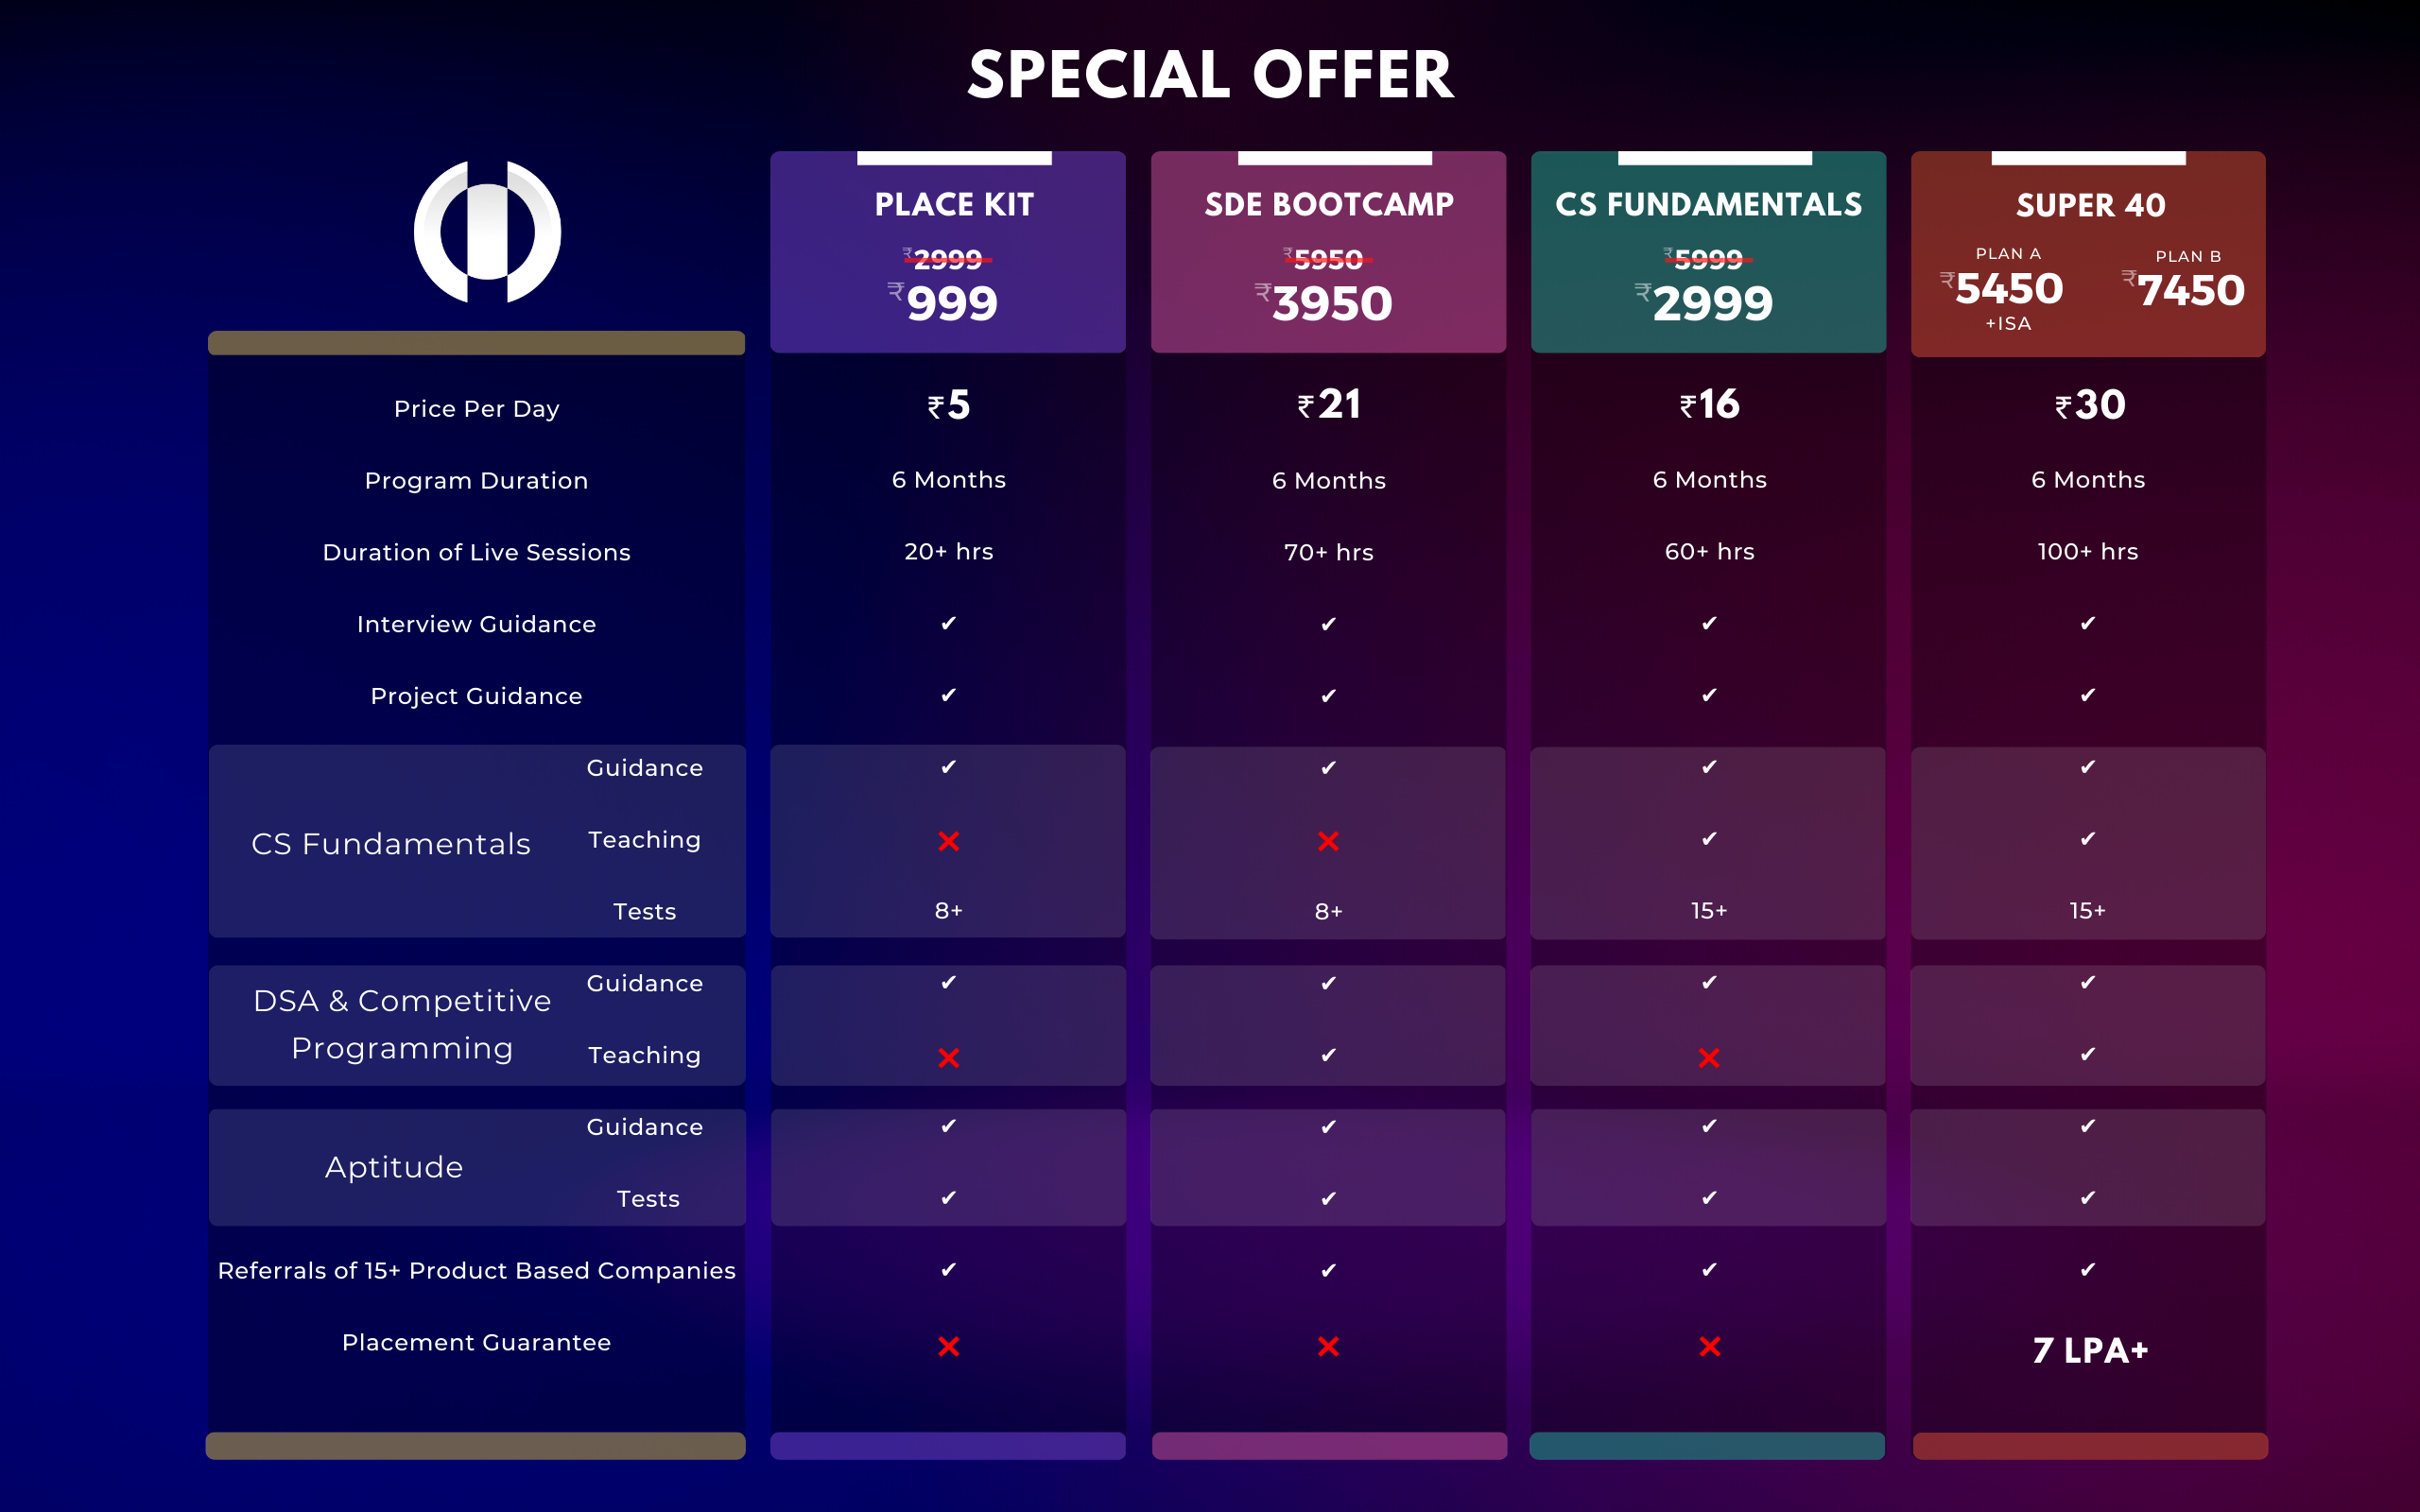 SPECIAL OFFER
PLACE KIT
₹2999
₹999
SDE BOOTCAMP
₹5950
₹3950
CS FUNDAMENTALS
₹5999
₹2999
SUPER 40
PLAN A
₹5450
+ISA
PLAN B
₹7450
Price Per Day ₹5 ₹21 ₹16 ₹30
Program Duration 6 Months 6 Months 6 Months 6 Months
Duration of Live Sessions 20+ hrs 70+ hrs 60+ hrs 100+ hrs
Interview Guidance ✔ ✔ ✔ ✔
Project Guidance ✔ ✔ ✔ ✔
CS Fundamentals
Guidance ✔ ✔ ✔ ✔
Teaching ✕ ✕ ✔ ✔
Tests 8+ 8+ 15+ 15+
DSA & Competitive
Programming
Guidance ✔ ✔ ✔ ✔
Teaching ✕ ✔ ✕ ✔
Aptitude
Guidance ✔ ✔ ✔ ✔
Tests ✔ ✔ ✔ ✔
Referrals of 15+ Product Based Companies ✔ ✔ ✔ ✔
Placement Guarantee ✕ ✕ ✕ 7 LPA+